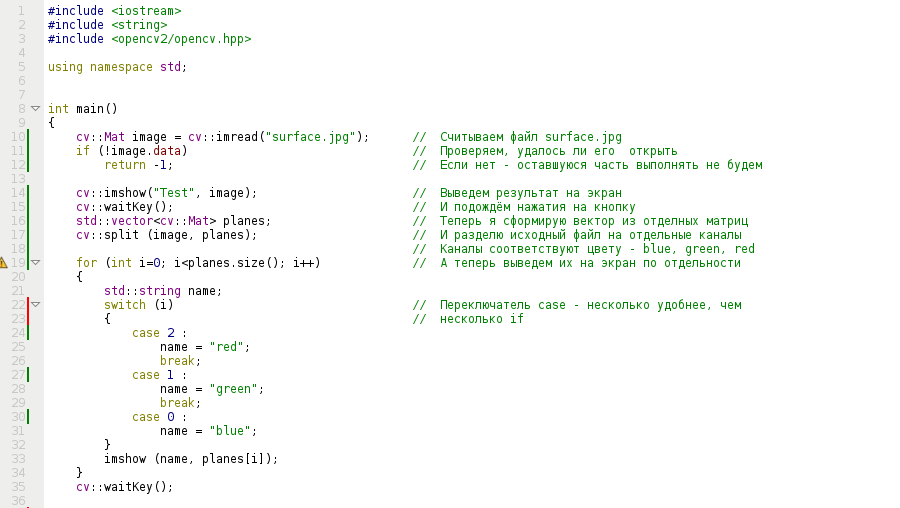 1 #include <iostream>
2 #include <string>
3 #include <opencv2/opencv.hpp>
4
5 using namespace std;
6
7
8 int main()
9 {
10 cv::Mat image = cv::imread("surface.jpg"); // Считываем файл surface.jpg
11 if (!image.data) // Проверяем, удалось ли его  открыть
12 return -1; // Если нет - оставшуюся часть выполнять не будем
13
14 cv::imshow("Test", image); // Выведем результат на экран
15 cv::waitKey(); // И подождём нажатия на кнопку
16 std::vector<cv::Mat> planes; // Теперь я сформирую вектор из отделных матриц
17 cv::split (image, planes); // И разделю исходный файл на отдельные каналы
18 // Каналы соответствуют цвету - blue, green, red
19 for (int i=0; i<planes.size(); i++) // А теперь выведем их на экран по отдельности
20 {
21 std::string name;
22 switch (i) // Переключатель case - несколько удобнее, чем
23 { // несколько if
24 case 2 :
25 name = "red";
26 break;
27 case 1 :
28 name = "green";
29 break;
30 case 0 :
31 name = "blue";
32 }
33 imshow (name, planes[i]);
34 }
35 cv::waitKey();
36